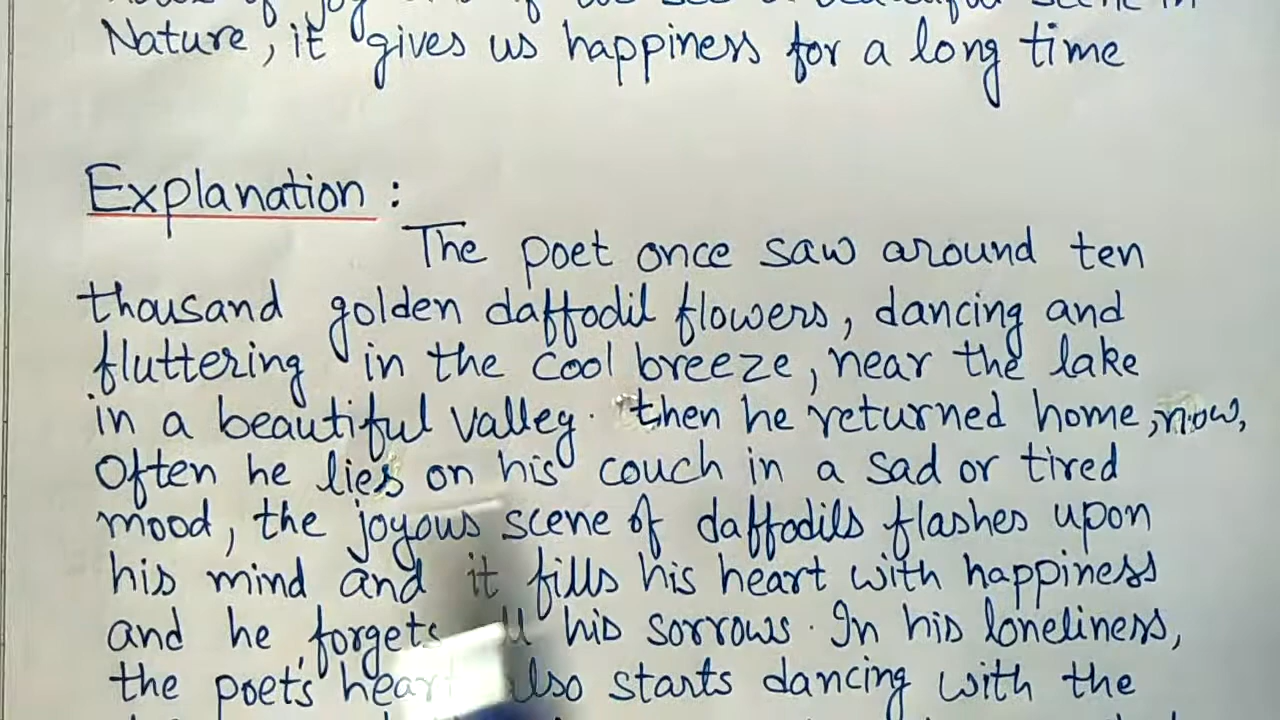 Nature, it gives us happiness for a long time
Explanation :
The poet once saw around ten
thousand golden daffodil flowers, dancing and
fluttering in the cool breeze, near the lake
in a beautiful valley. then he returned home, now,
Often he lies on his couch in a sad or tired
mood, the joyous scene of daffodils flashes upon
his mind and it fills his heart with happiness
and he forgets his sorrows. In his loneliness,
the poet's heart also starts dancing with the